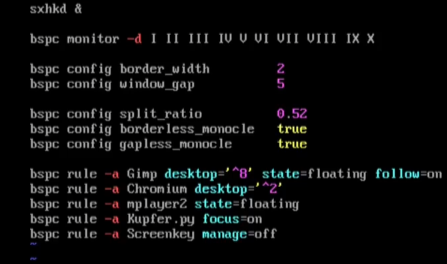 sxhkd &
bspc monitor -d I II III IV V VI VII VIII IX X
bspc config border_width 2
bspc config window_gap 5
bspc config split_ratio 0.52
bspc config borderless_monocle true
bspc config gapless_monocle true
bspc rule -a Gimp desktop='^8' state=floating follow=on
bspc rule -a Chromium desktop='^2'
bspc rule -a mplayer2 state=floating
bspc rule -a Kupfer.py focus=on
bspc rule -a Screenkey manage=off
~
~